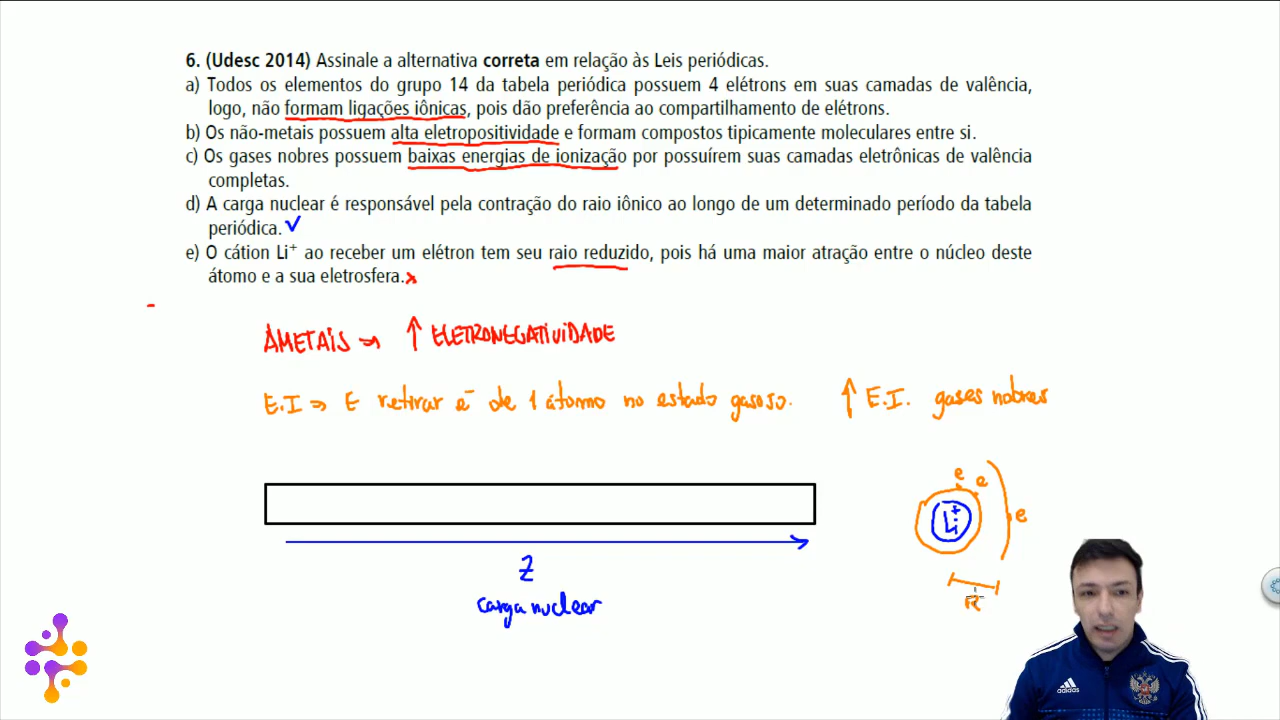 6. (Udesc 2014) Assinale a alternativa correta em relação às Leis periódicas.
a) Todos os elementos do grupo 14 da tabela periódica possuem 4 elétrons em suas camadas de valência,
logo, não formam ligações iônicas, pois dão preferência ao compartilhamento de elétrons.
b) Os não-metais possuem alta eletropositividade e formam compostos tipicamente moleculares entre si.
c) Os gases nobres possuem baixas energias de ionização por possuírem suas camadas eletrônicas de valência
completas.
d) A carga nuclear é responsável pela contração do raio iônico ao longo de um determinado período da tabela
periódica.
e) O cátion Li⁺ ao receber um elétron tem seu raio reduzido, pois há uma maior atração entre o núcleo deste
átomo e a sua eletrosfera.
AMETAIS → ↑ ELETRONEGATIVIDADE
E.I ⇒ E retirar é de 1 átomo no estado gasoso. ↑ E.I. gases nobres
e e
Li⁺ e
Z
carga nuclear
R
adidas